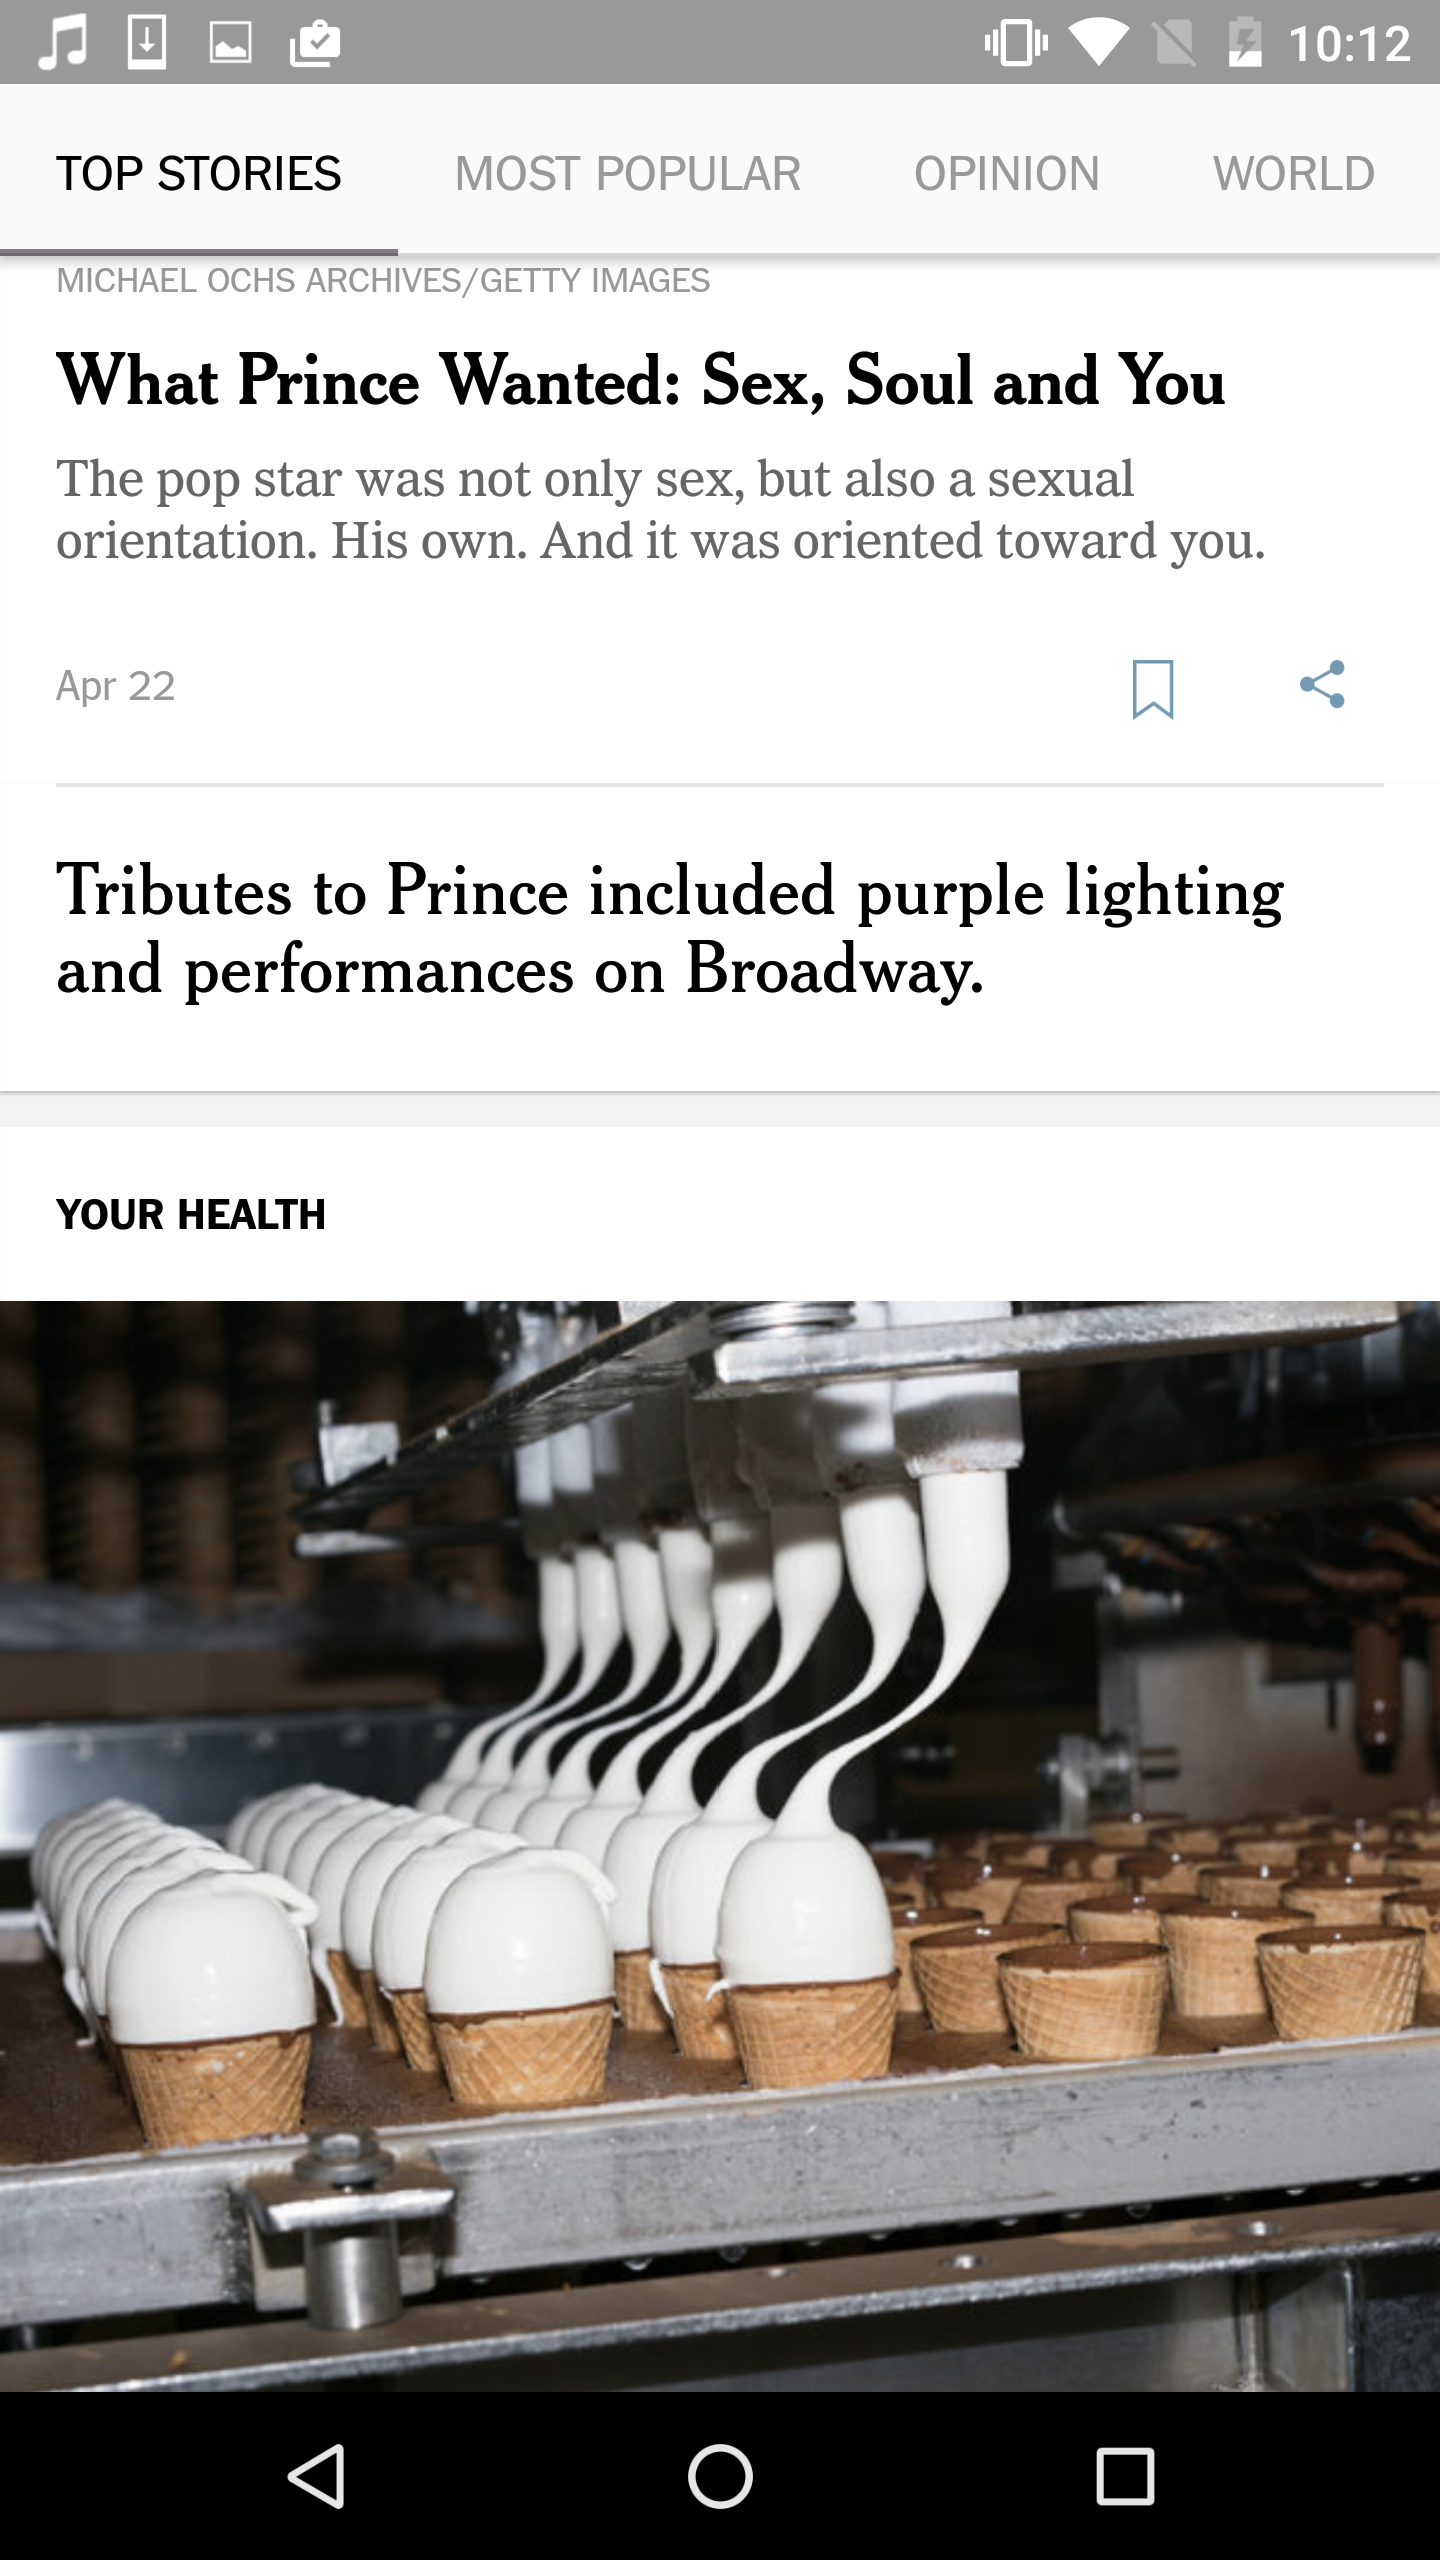 10:12
TOP STORIES MOST POPULAR OPINION WORLD
MICHAEL OCHS ARCHIVES/GETTY IMAGES
What Prince Wanted: Sex, Soul and You
The pop star was not only sex, but also a sexual
orientation. His own. And it was oriented toward you.
Apr 22
Tributes to Prince included purple lighting
and performances on Broadway.
YOUR HEALTH